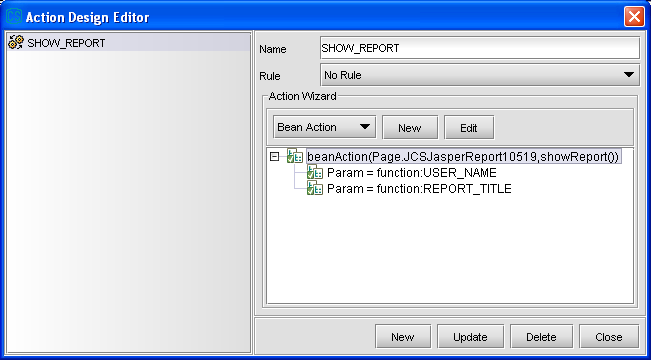 Action Design Editor
SHOW_REPORT
Name SHOW_REPORT
Rule No Rule
Action Wizard
Bean Action New Edit
beanAction(Page.JCSJasperReport10519,showReport())
Param = function:USER_NAME
Param = function:REPORT_TITLE
New Update Delete Close